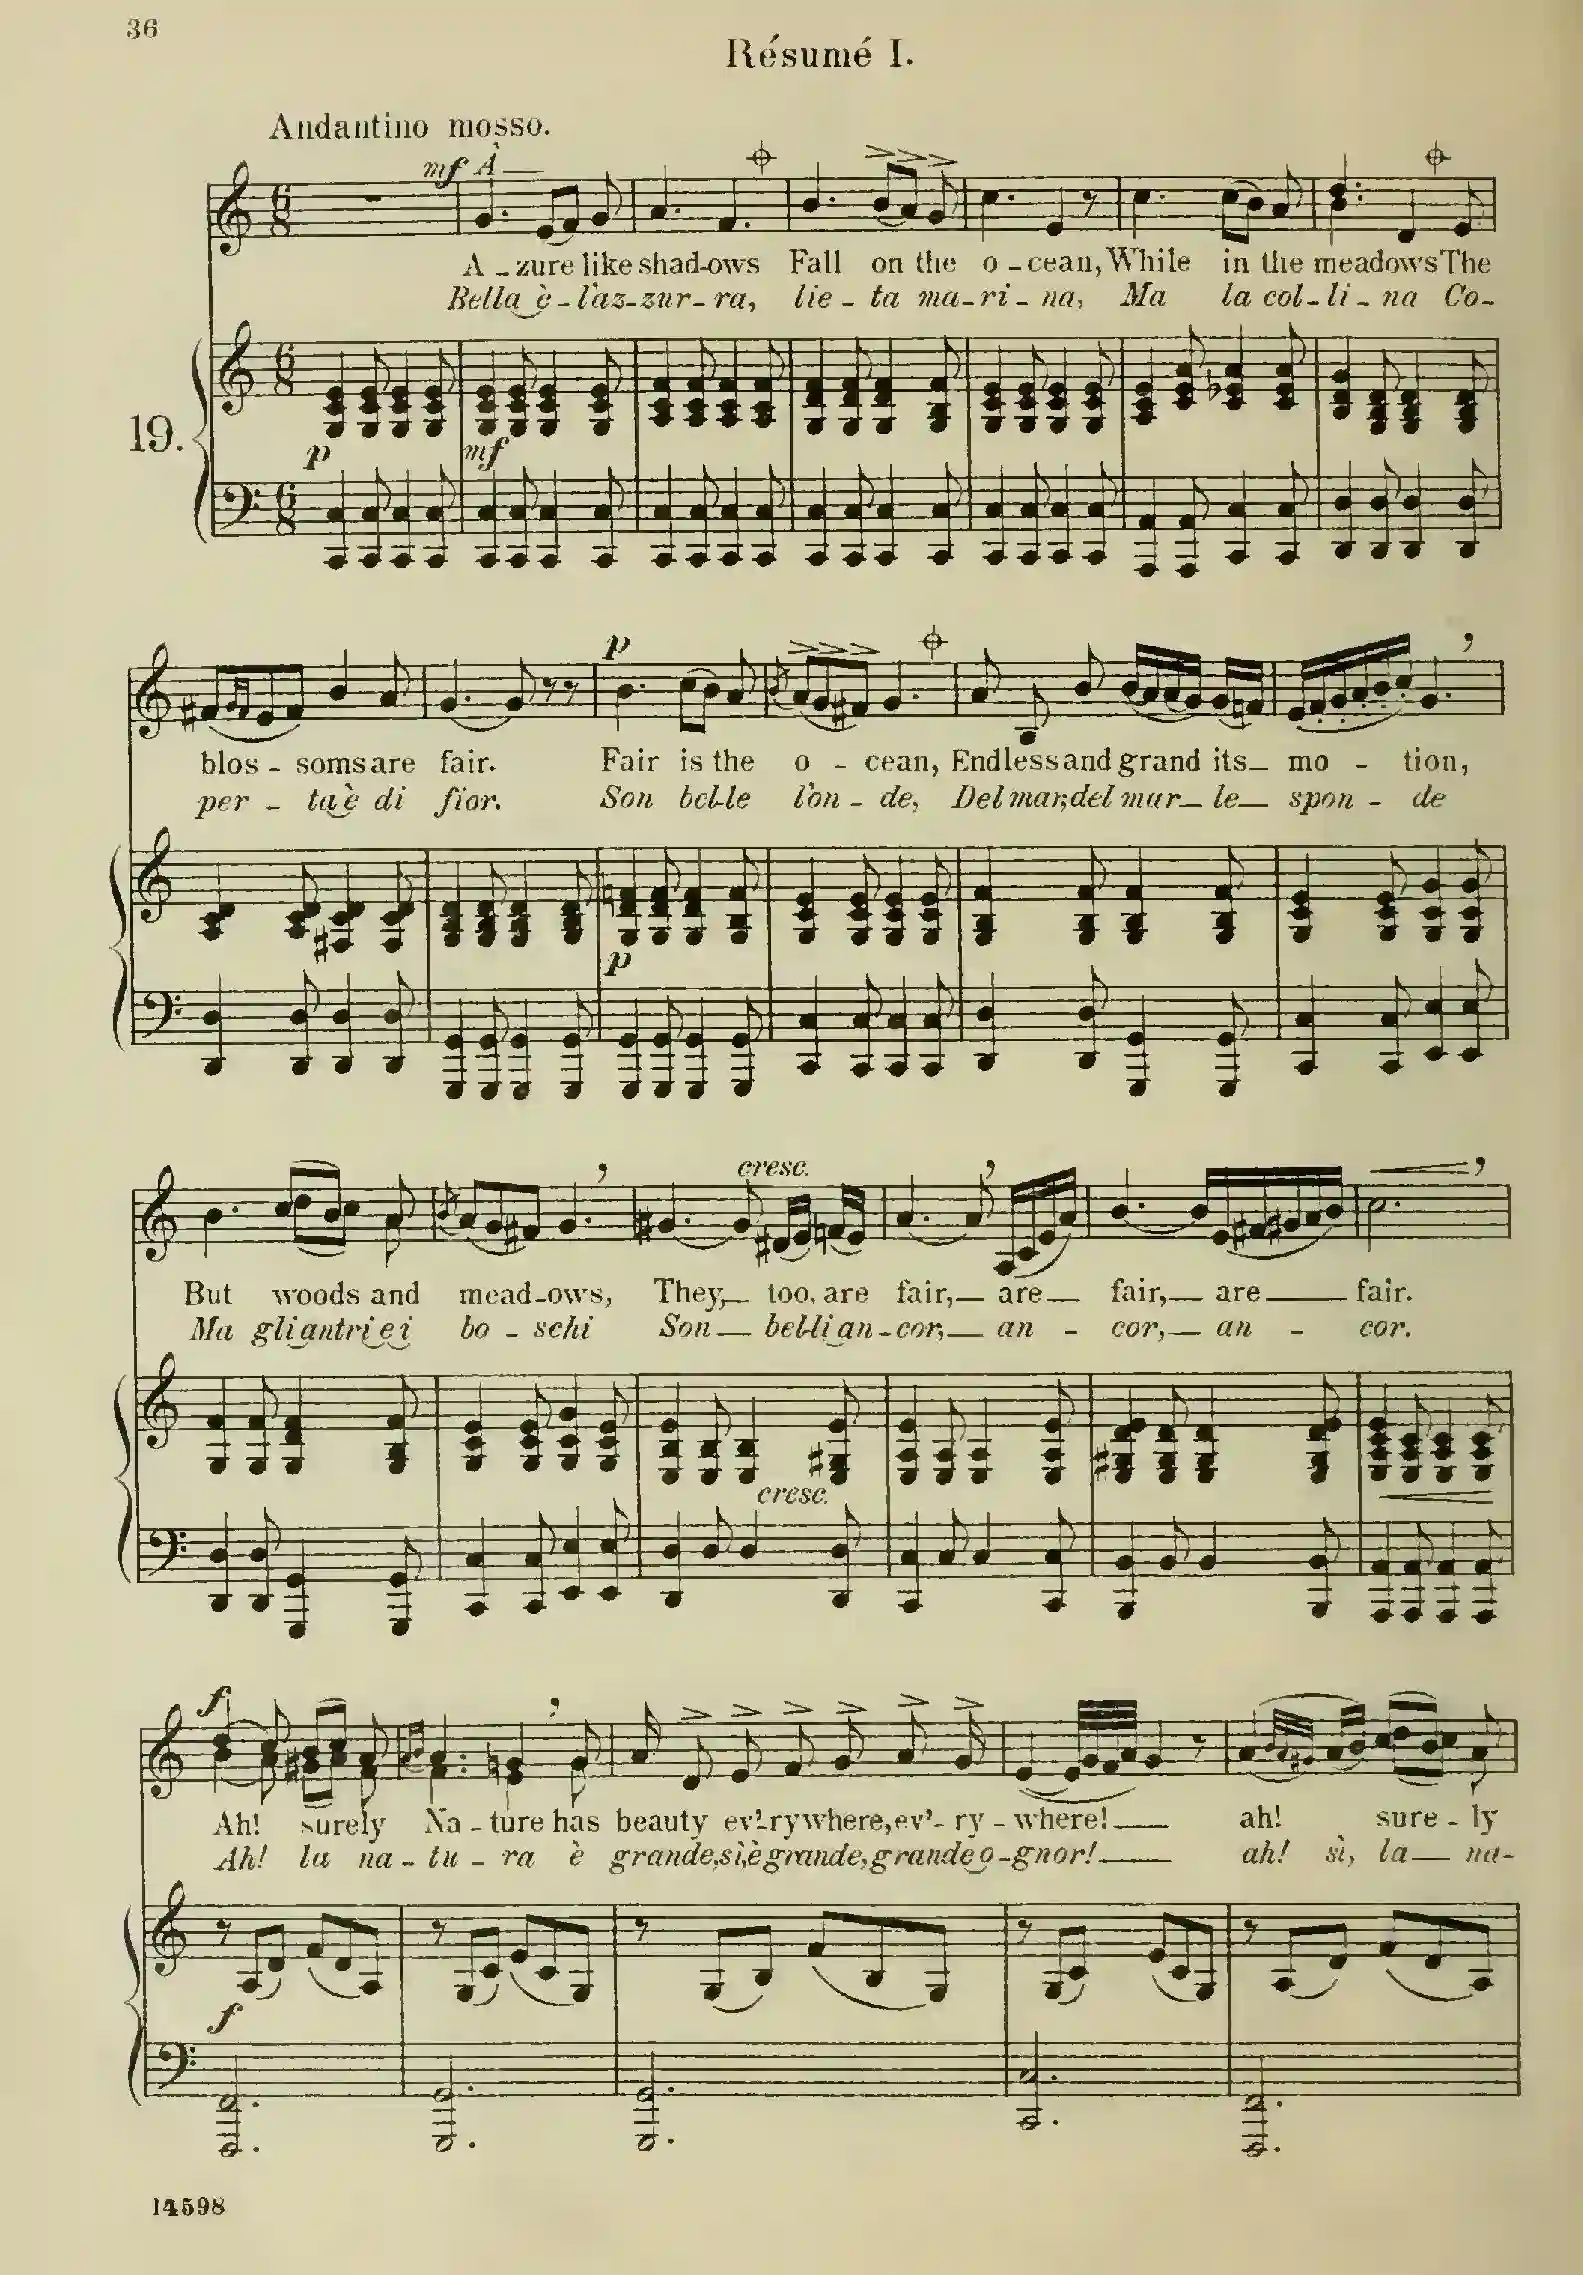 36
Résumé I.
Andantino mosso.
mf A
A - zure like shad-ows Fall on the o - cean, While in the meadows The
Bella è - l'az-zur-ra, lie - ta ma - ri - na, Ma la col - li - na Co-
19.
p mf
p
blos - soms are fair. Fair is the o - cean, Endless and grand its mo - tion,
per - ta è di fior. Son bel-le l'on - de, Del mar, del mar le spon - de
p
cresc.
But woods and mead-ows, They, too, are fair, are fair, are fair.
Ma gli antri e i bo - schi Son bel-li an-cor, an - cor, an - cor.
cresc.
f
Ah! surely Na - ture has beauty ev'-rywhere, ev'- ry - where! ah! sure - ly
Ah! la na - tu - ra è grande, sì, è grande, grande o - gnor! ah! sì, la na-
f
14598